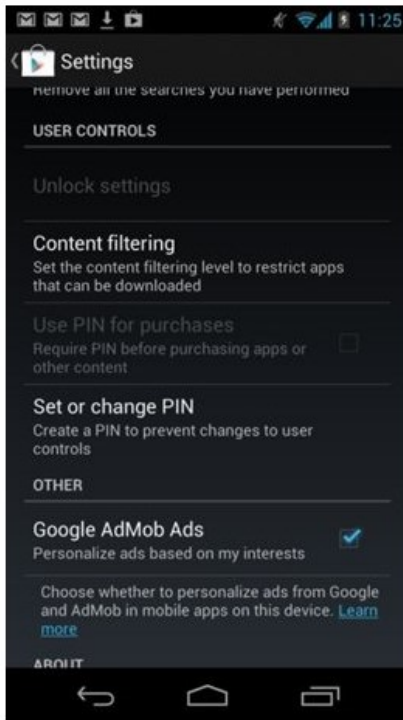 11:25
Settings
Remove all the searches you have performed
USER CONTROLS
Unlock settings
Content filtering
Set the content filtering level to restrict apps
that can be downloaded
Use PIN for purchases
Require PIN before purchasing apps or
other content
Set or change PIN
Create a PIN to prevent changes to user
controls
OTHER
Google AdMob Ads
Personalize ads based on my interests
Choose whether to personalize ads from Google
and AdMob in mobile apps on this device. Learn
more
ABOUT